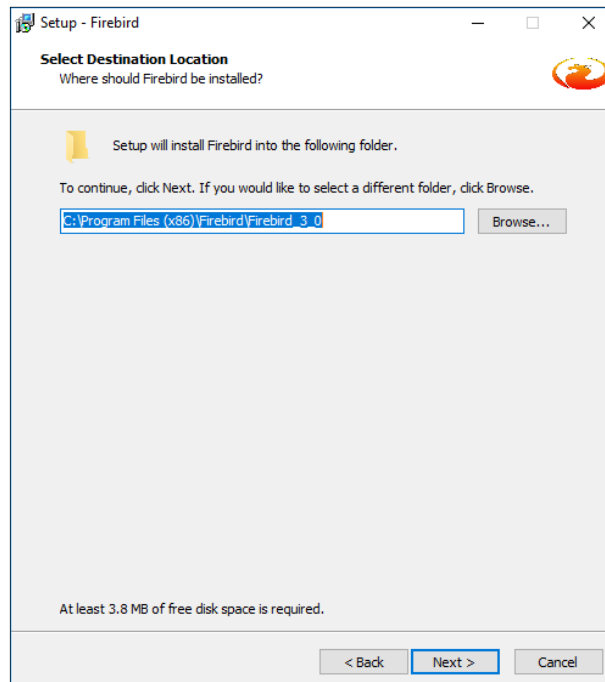 Setup - Firebird
Select Destination Location
Where should Firebird be installed?
Setup will install Firebird into the following folder.
To continue, click Next. If you would like to select a different folder, click Browse.
C:\Program Files (x86)\Firebird\Firebird_3_0
Browse...
At least 3.8 MB of free disk space is required.
< Back Next > Cancel